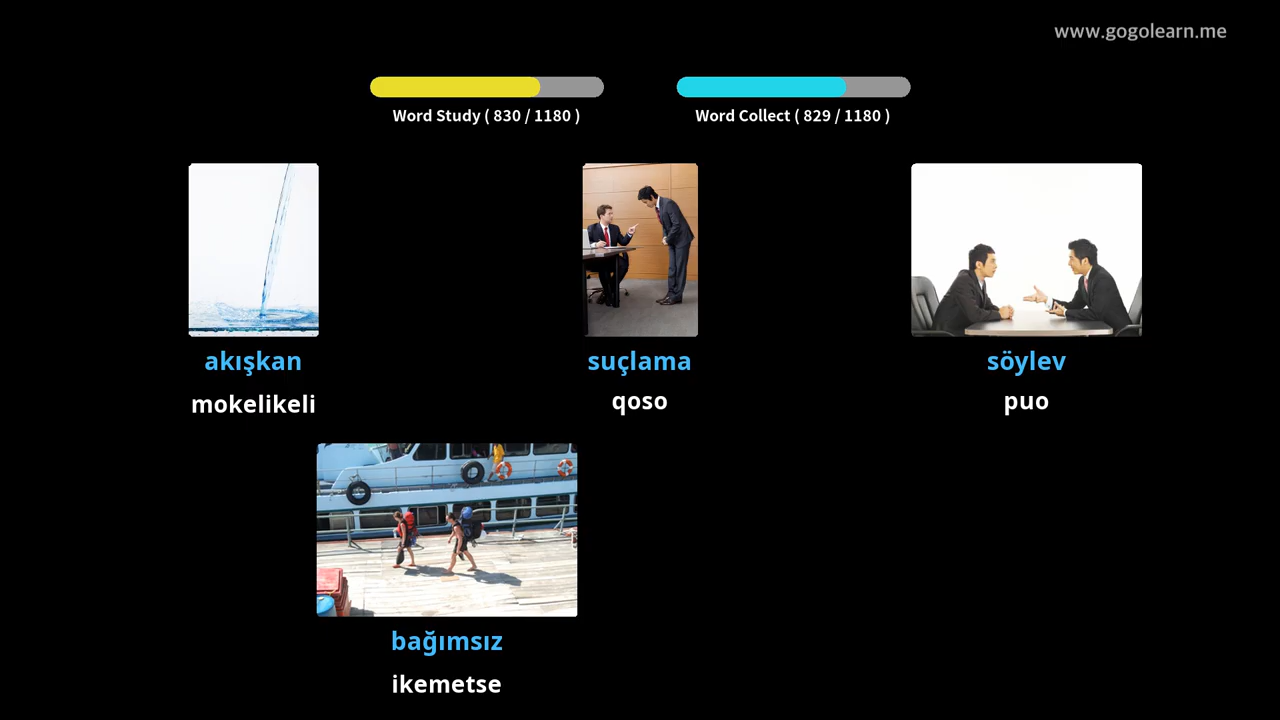 www.gogolearn.me
Word Study ( 830 / 1180 )
Word Collect ( 829 / 1180 )
akışkan
mokelikeli
suçlama
qoso
söylev
puo
bağımsız
ikemetse